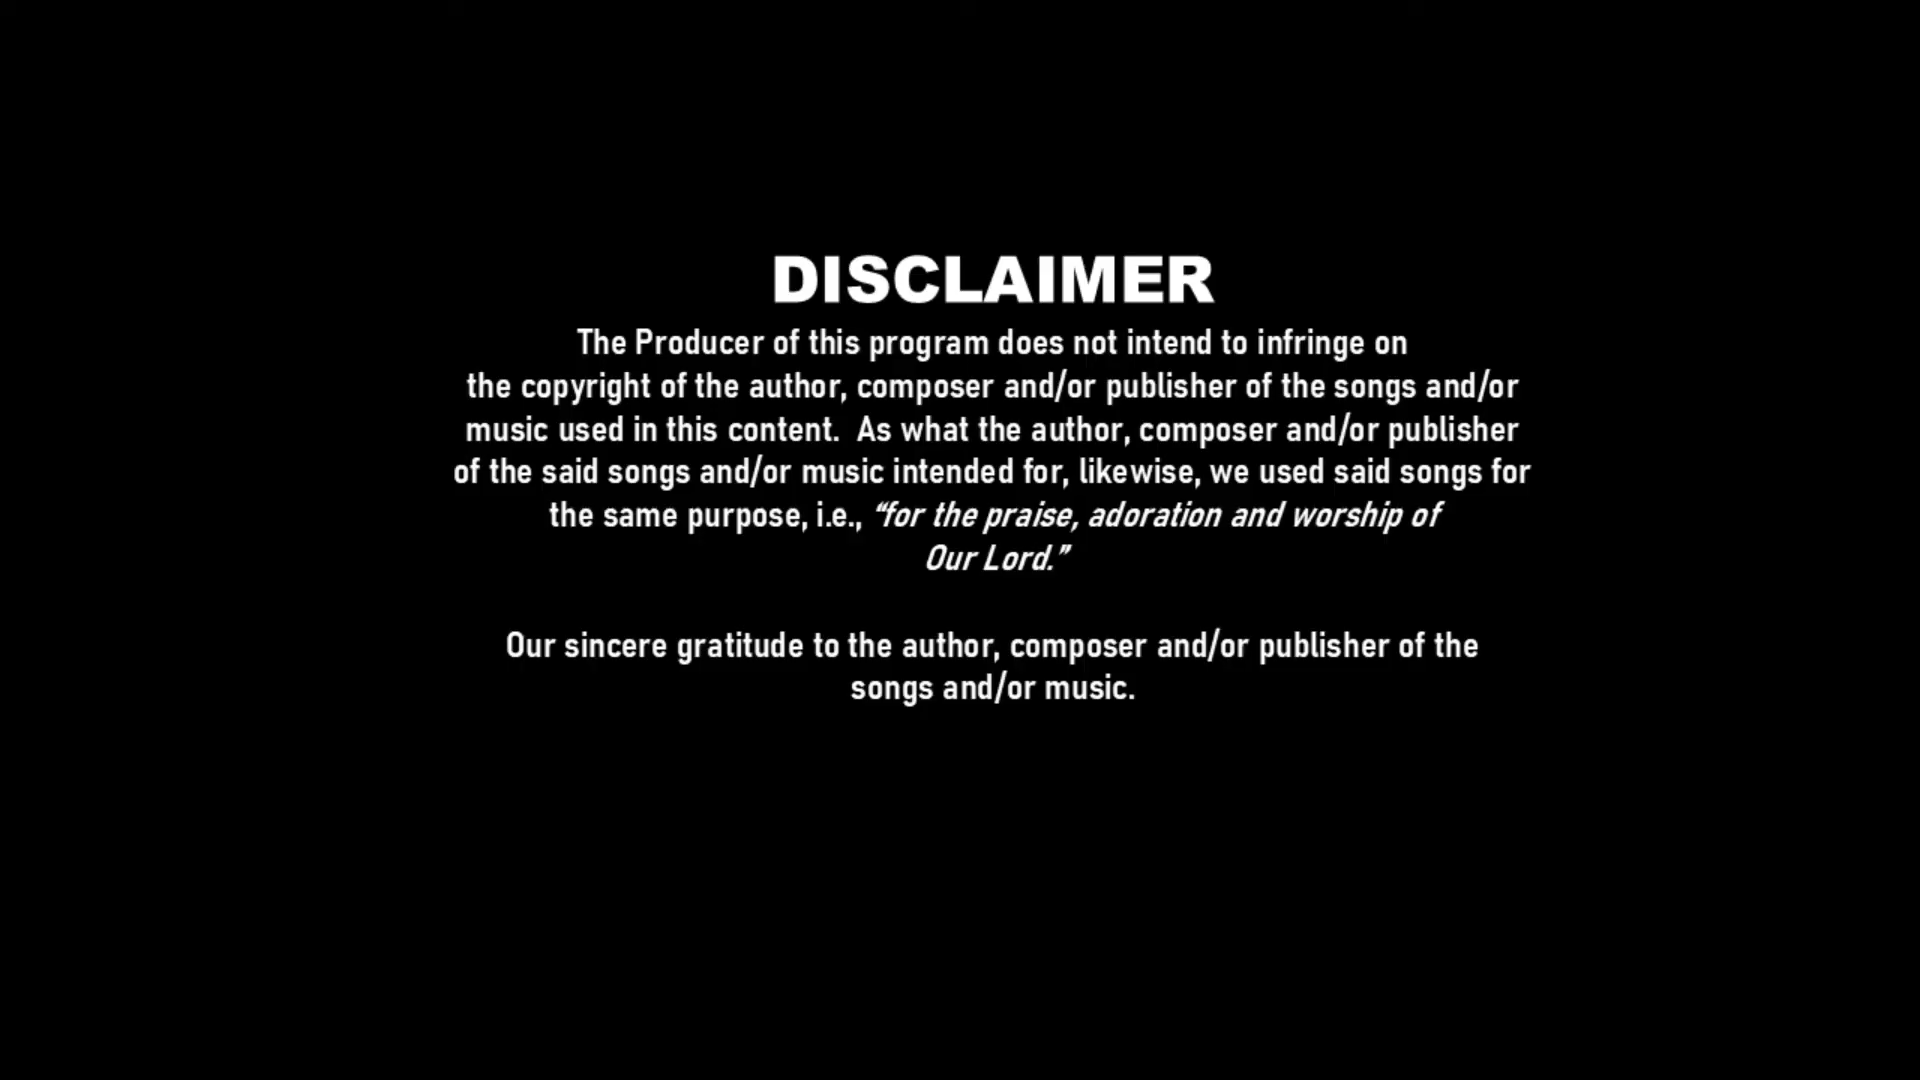 DISCLAIMER
The Producer of this program does not intend to infringe on
the copyright of the author, composer and/or publisher of the songs and/or
music used in this content.  As what the author, composer and/or publisher
of the said songs and/or music intended for, likewise, we used said songs for
the same purpose, i.e., “for the praise, adoration and worship of
Our Lord.”
Our sincere gratitude to the author, composer and/or publisher of the
songs and/or music.